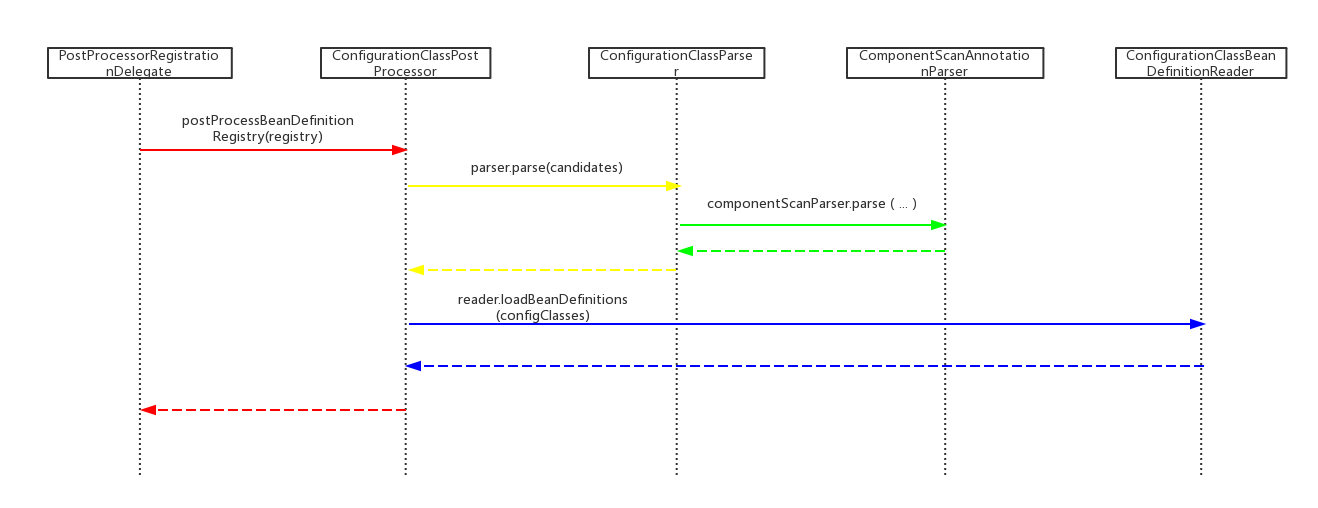 PostProcessorRegistratio
nDelegate
ConfigurationClassPost
Processor
ConfigurationClassParse
r
ComponentScanAnnotatio
nParser
ConfigurationClassBean
DefinitionReader
postProcessBeanDefinition
Registry(registry)
parser.parse(candidates)
componentScanParser.parse ( ... )
reader.loadBeanDefinitions
(configClasses)